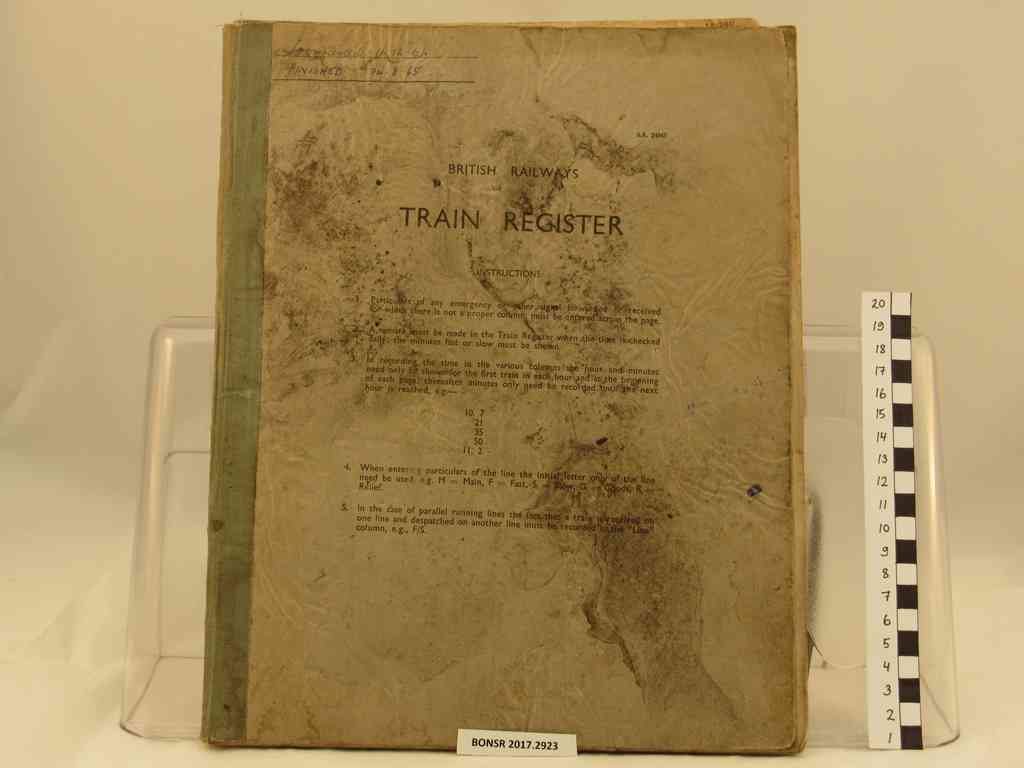 FINISHED 24.8.65
B.R. 24947
BRITISH RAILWAYS
TRAIN REGISTER
INSTRUCTIONS
1. Particulars of any emergency or other signal forwarded or received
for which there is not a proper column, must be entered across the page.
A remark must be made in the Train Register when the time is checked
daily; the minutes fast or slow must be shewn.
3. In recording the time in the various columns the hour and minutes
need only be shewn for the first train in each hour and at the beginning
of each page; thereafter minutes only need be recorded until the next
hour is reached, e.g.—
10. 7
21
35
50
11. 2
4. When entering particulars of the line the initial letter only of the line
need be used, e.g. M = Main, F = Fast, S = Slow, G = Goods, R =
Relief.
5. In the case of parallel running lines the fact that a train is received on
one line and despatched on another line must be recorded in the "Line"
column, e.g., F/S.
BONSR 2017.2923
20
19
18
17
16
15
14
13
12
11
10
9
8
7
6
5
4
3
2
1